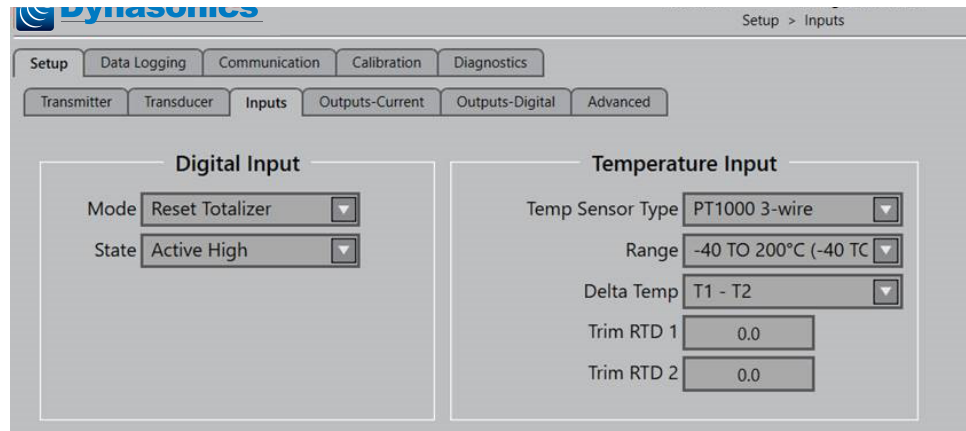 Dynasonics
Setup > Inputs
Setup Data Logging Communication Calibration Diagnostics
Transmitter Transducer Inputs Outputs-Current Outputs-Digital Advanced
Digital Input
Mode Reset Totalizer
State Active High
Temperature Input
Temp Sensor Type PT1000 3-wire
Range -40 TO 200°C (-40 TO
Delta Temp T1 - T2
Trim RTD 1 0.0
Trim RTD 2 0.0